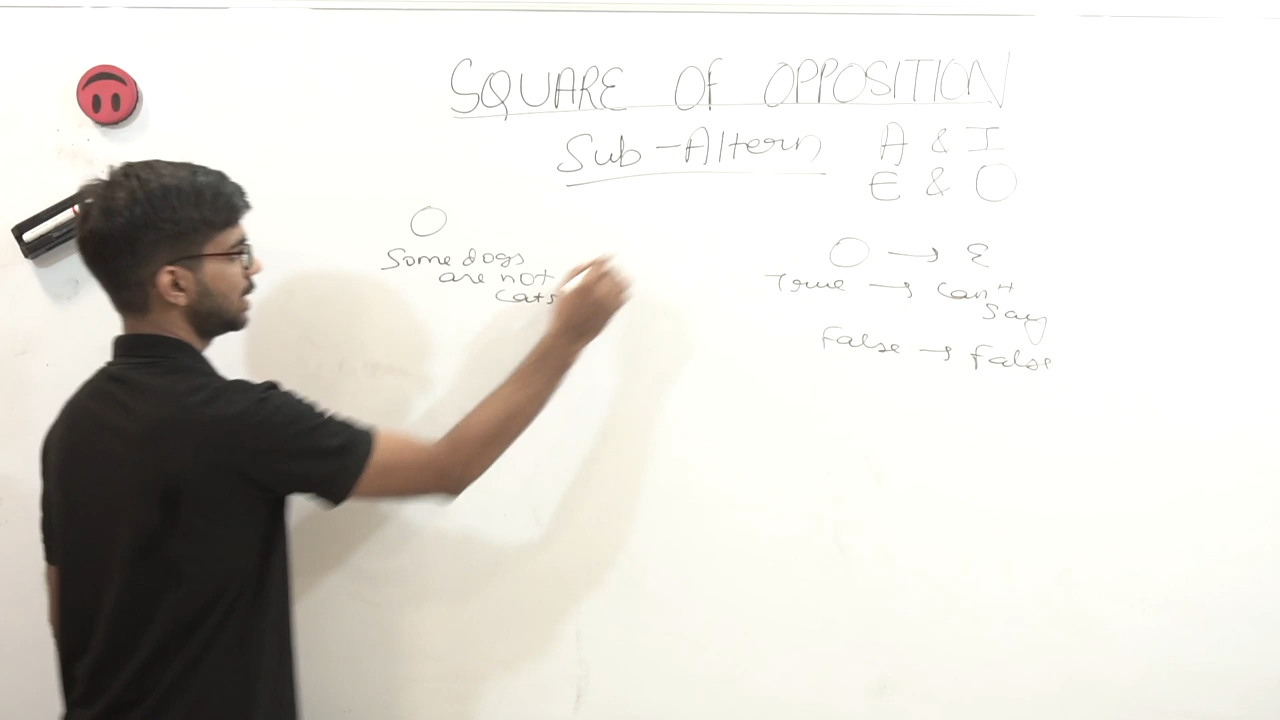 SQUARE OF OPPOSITION
Sub-Altern
A & I
E & O
O
Some dogs
are not
cats
O → E
True → Can't
Say
False → False